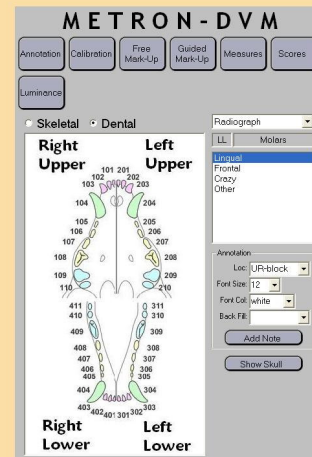 METRON-DVM
Annotation Calibration Free Mark-Up Guided Mark-Up Measures Scores
Luminance
Skeletal Dental
Radiograph
LL Molars
Lingual
Frontal
Crazy
Other
Annotation
Loc: UR-block
Font Size: 12
Font Col: white
Back Fill:
Add Note
Show Skull
Right Upper
Left Upper
101 201
102 202
103 203
104 204
105 205
106 206
107 207
108 208
109 209
110 210
411 311
410 310
409 309
408 308
407 307
406 306
405 305
404 304
403 402 401 301 302 303
Right Lower
Left Lower